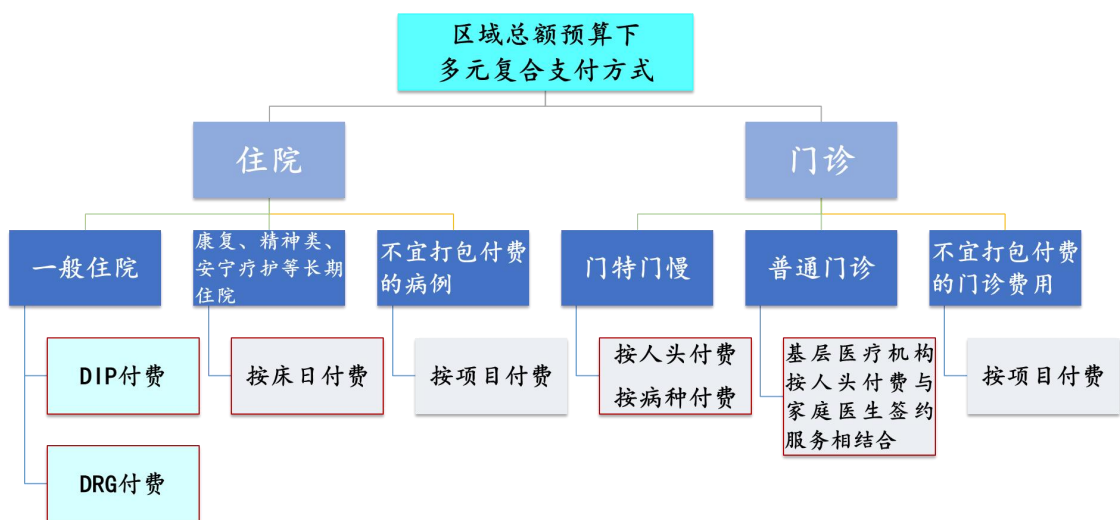 区域总额预算下
多元复合支付方式
住院
门诊
一般住院
康复、精神类、
安宁疗护等长期
住院
不宜打包付费
的病例
门特门慢
普通门诊
不宜打包付费
的门诊费用
DIP付费
按床日付费
按项目付费
按人头付费
按病种付费
基层医疗机构
按人头付费与
家庭医生签约
服务相结合
按项目付费
DRG付费